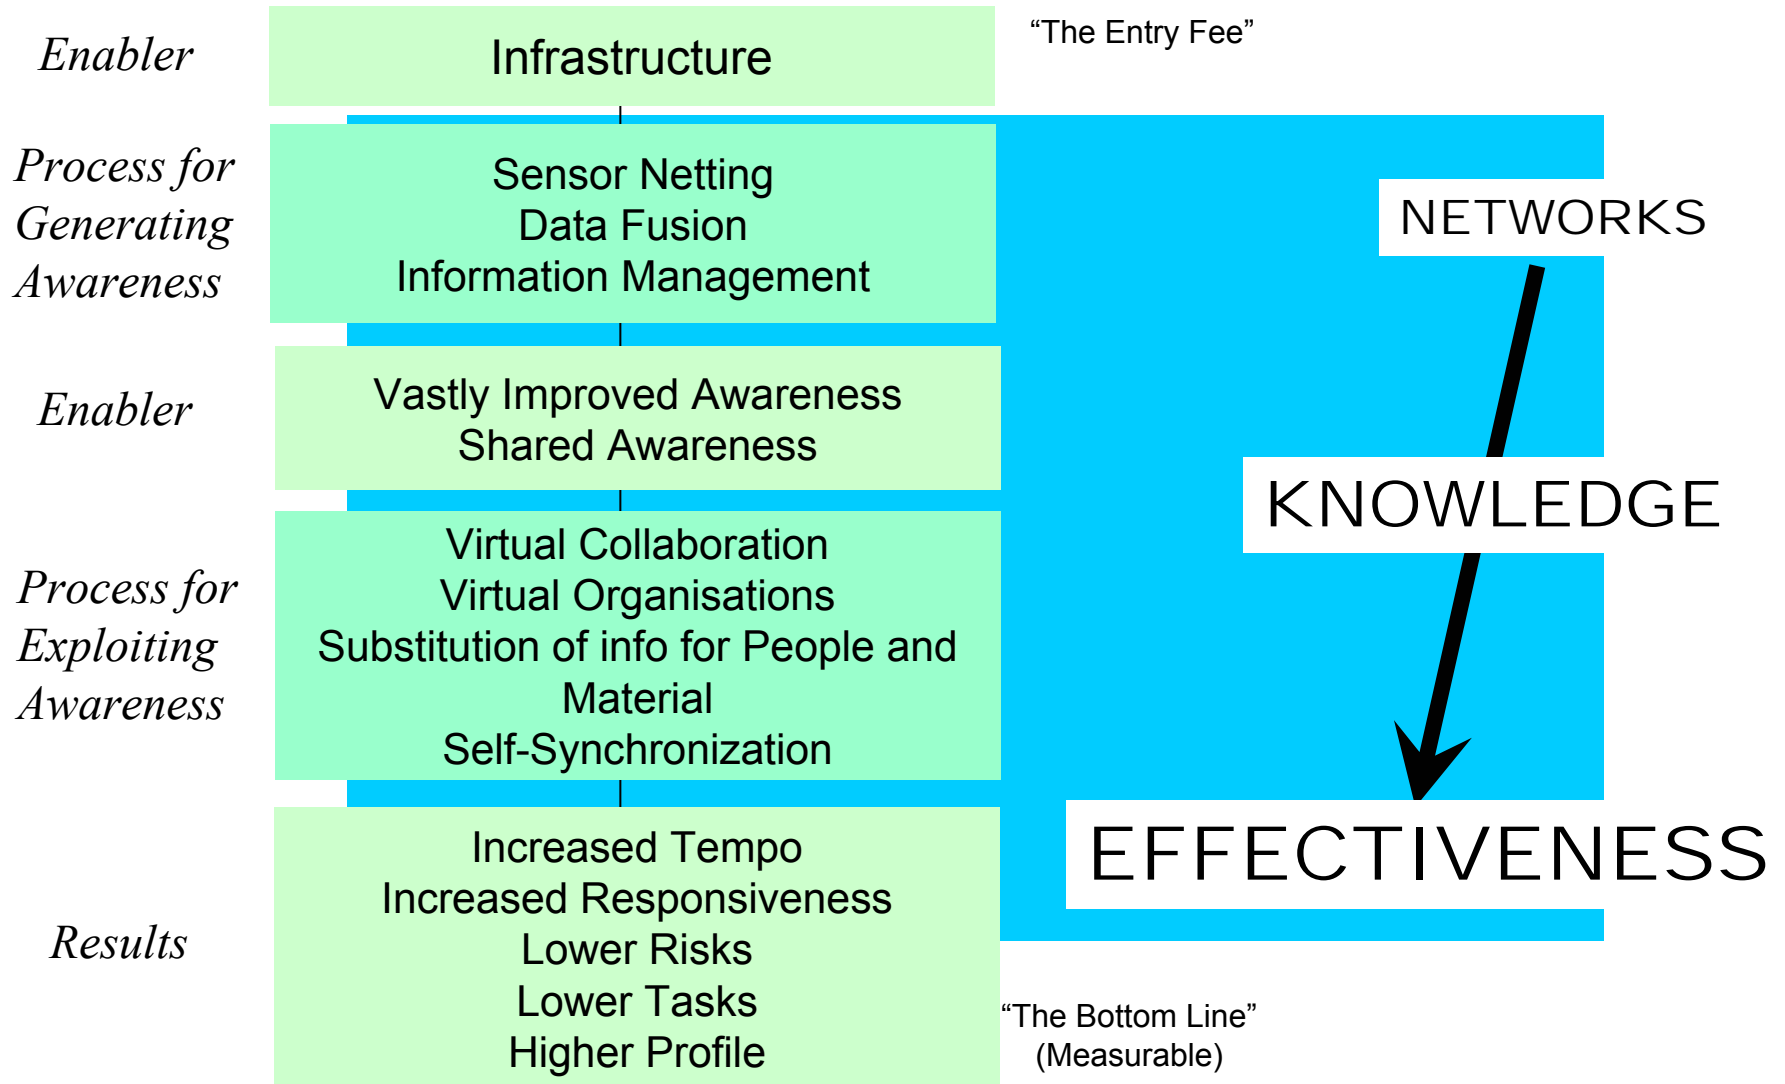 Enabler
Infrastructure
“The Entry Fee”
Process for
Generating
Awareness
Sensor Netting
Data Fusion
Information Management
NETWORKS
Enabler
Vastly Improved Awareness
Shared Awareness
KNOWLEDGE
Process for
Exploiting
Awareness
Virtual Collaboration
Virtual Organisations
Substitution of info for People and
Material
Self-Synchronization
EFFECTIVENESS
Results
Increased Tempo
Increased Responsiveness
Lower Risks
Lower Tasks
Higher Profile
“The Bottom Line”
(Measurable)